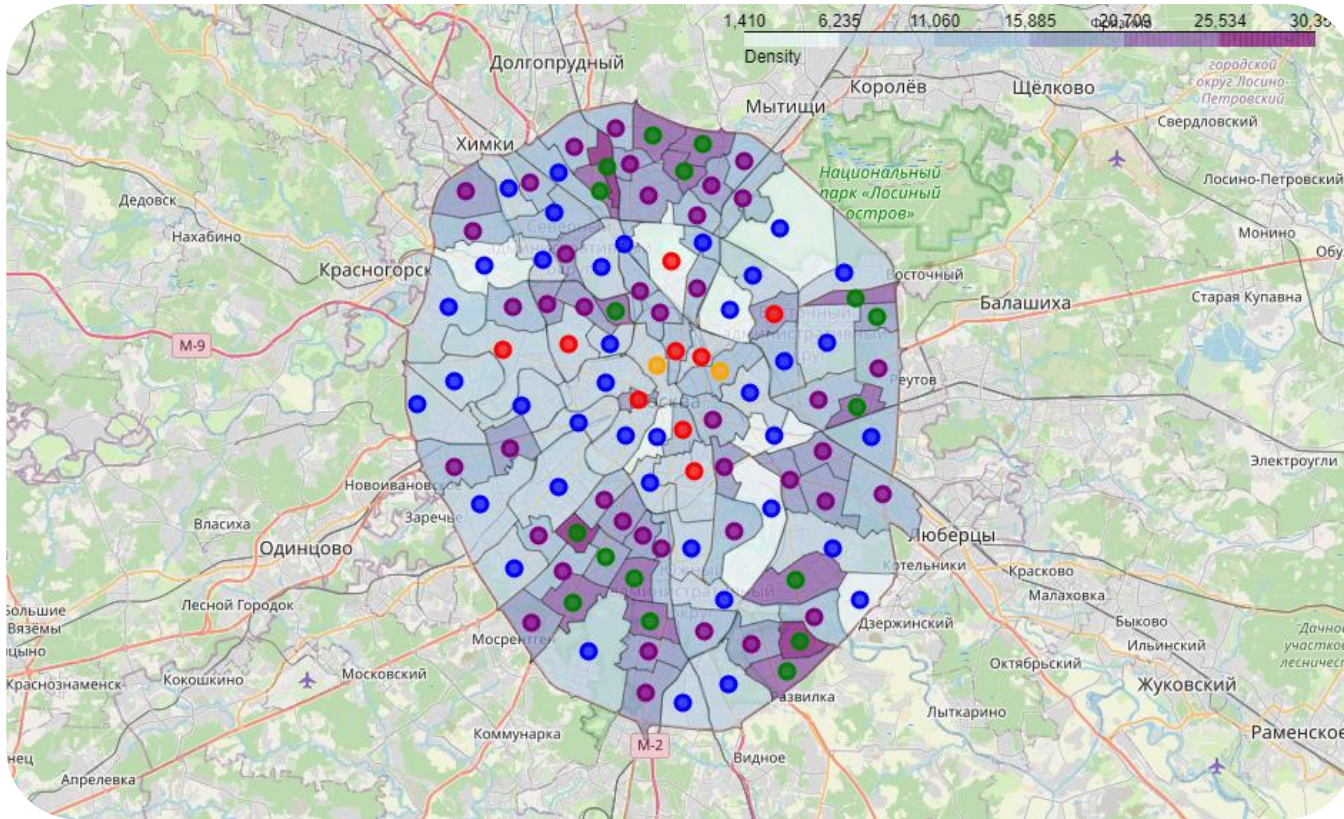 1,410 6,235 11,060 15,885 20,709 25,534
Density
Долгопрудный
Мытищи
Королёв
Щёлково
городской
округ Лосино-
Петровский
Свердловский
Химки
Национальный
парк «Лосиный
остров»
Лосино-Петровский
Дедовск
Нахабино
Монино
Красногорск
Восточный
Балашиха
Старая Купавна
М-9
Реутов
Электроугли
Новоивановское
Заречье
Власиха
Одинцово
Люберцы
Котельники
Красково
Малаховка
Большие
Вязёмы
Лесной Городок
Мосрентген
Дзержинский
Быково
Ильинский
Октябрьский
Жуковский
Краснознаменск
Кокошкино
Московский
Развилка
Лыткарино
Коммунарка
М-2
Видное
Раменское
Апрелевка